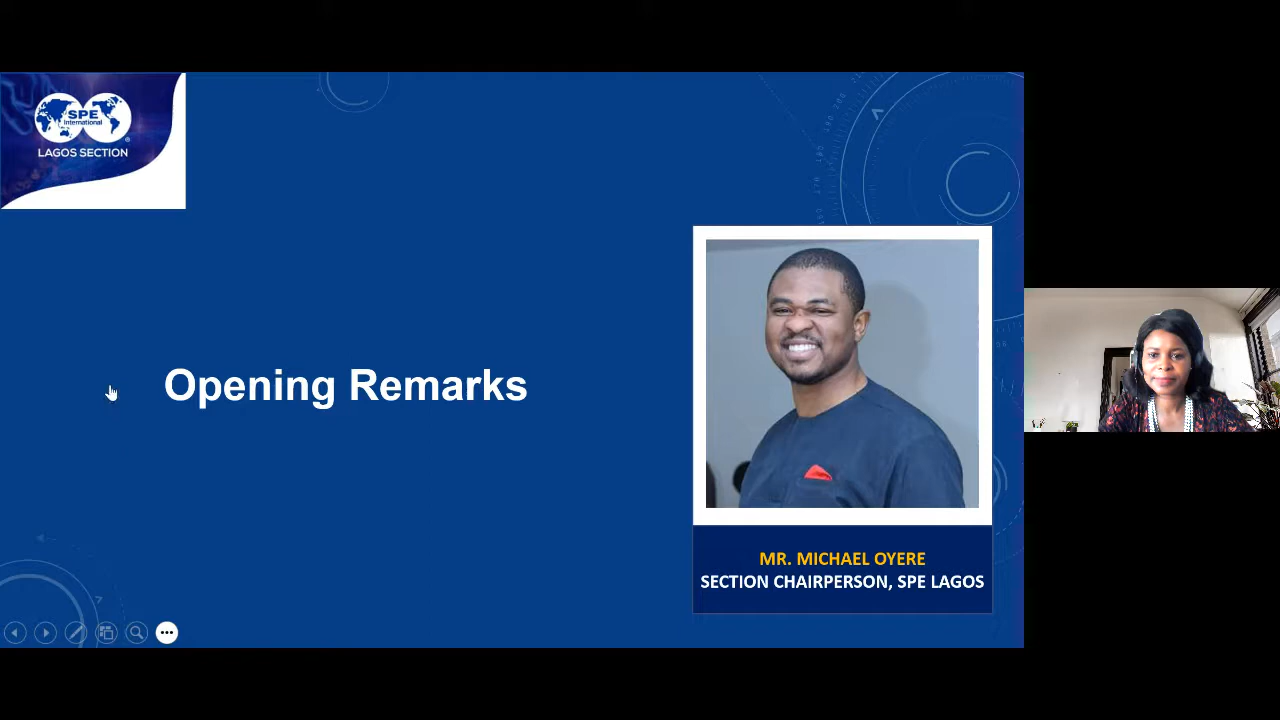 SPE
International
LAGOS SECTION
Opening Remarks
MR. MICHAEL OYERE
SECTION CHAIRPERSON, SPE LAGOS